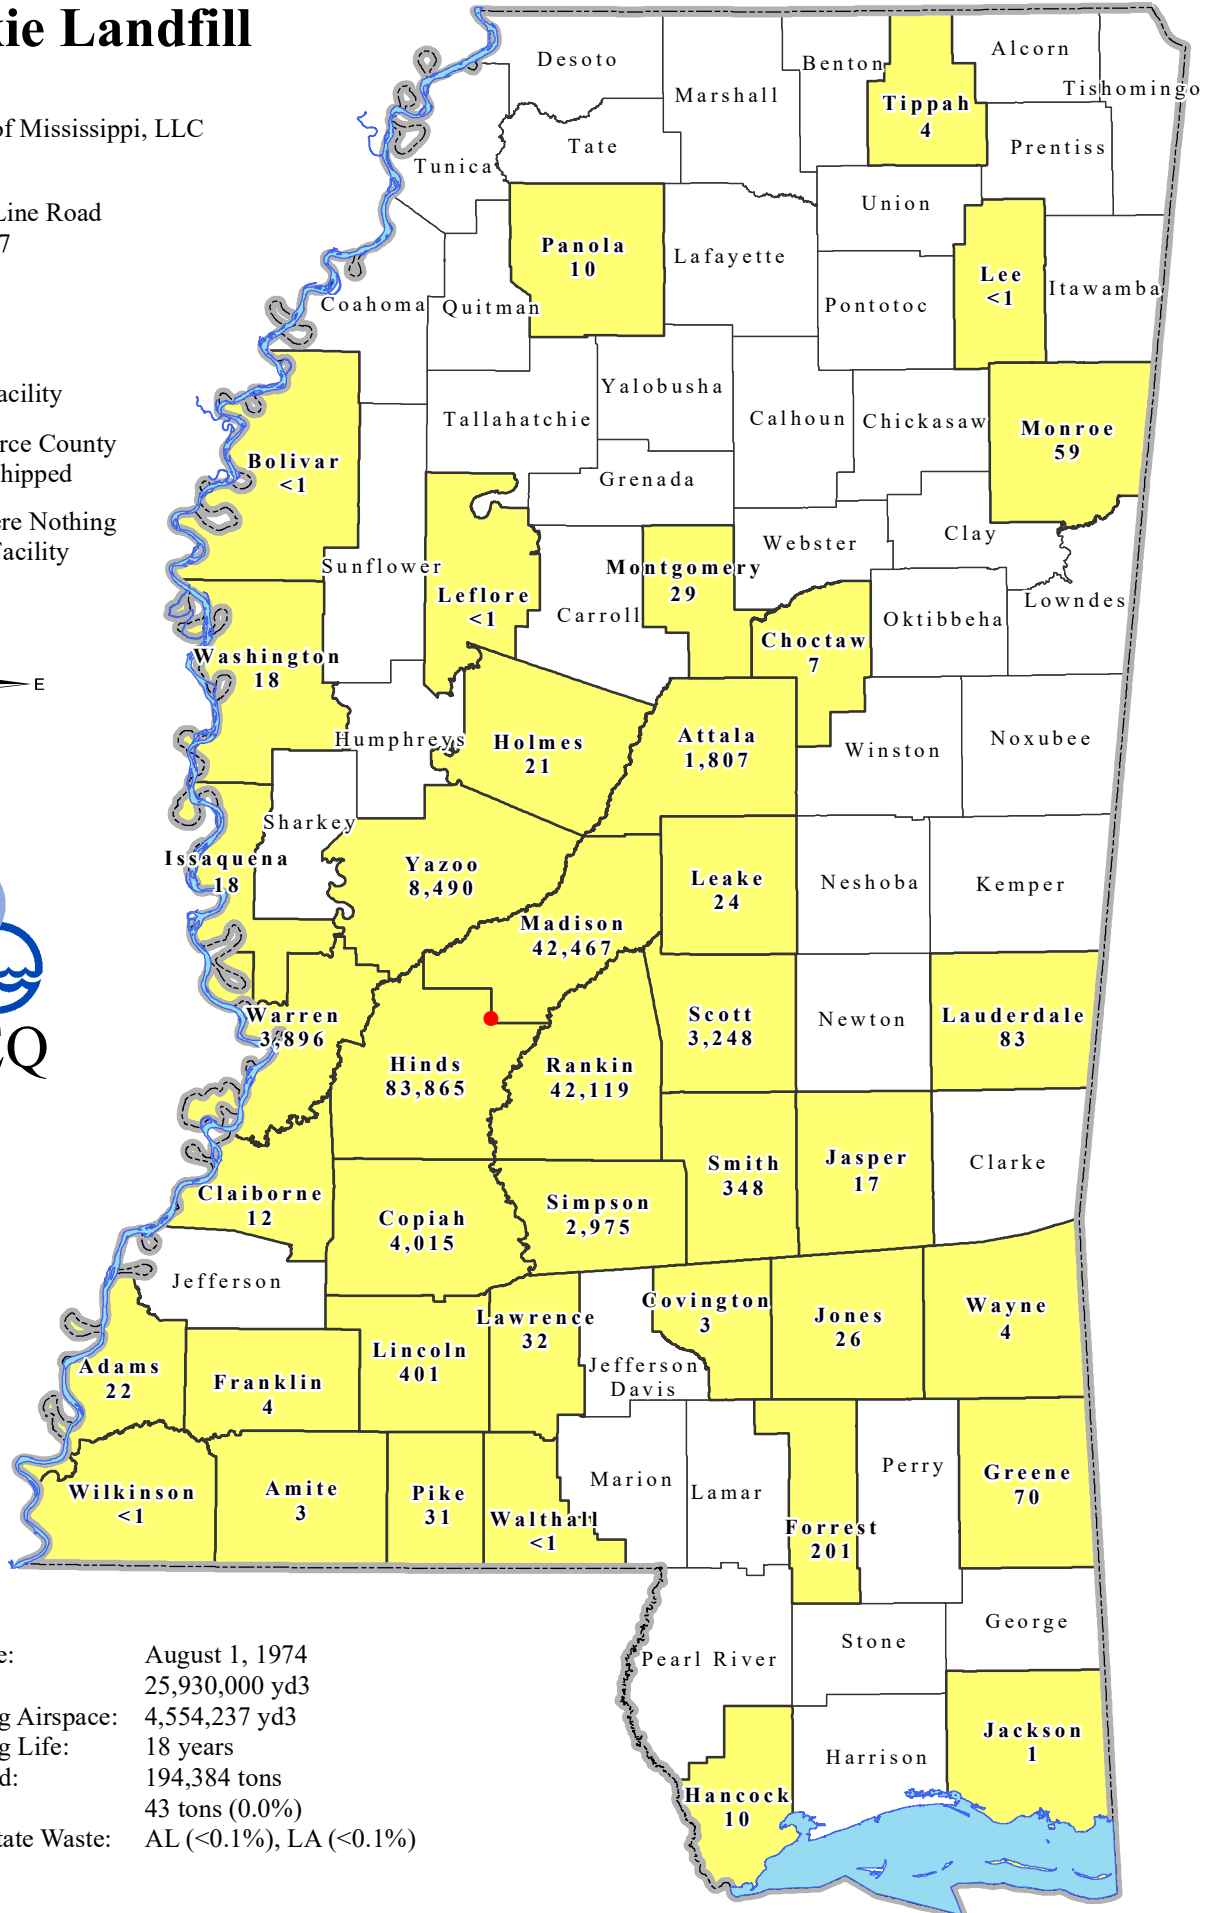 kie Landfill
of Mississippi, LLC
Line Road
7
acility
rce County
hipped
ere Nothing
Facility
E
CQ
Desoto
Marshall
Benton
Tippah
4
Alcorn
Tishomingo
Prentiss
Tunica
Tate
Union
Panola
10
Lafayette
Lee
<1
Itawamba
Coahoma
Quitman
Pontotoc
Yalobusha
Tallahatchie
Calhoun
Chickasaw
Monroe
59
Bolivar
<1
Grenada
Sunflower
Leflore
<1
Carroll
Montgomery
29
Webster
Clay
Choctaw
7
Oktibbeha
Lowndes
Washington
18
Humphreys
Holmes
21
Attala
1,807
Winston
Noxubee
Sharkey
Issaquena
18
Yazoo
8,490
Madison
42,467
Leake
24
Neshoba
Kemper
Warren
3,896
Hinds
83,865
Rankin
42,119
Scott
3,248
Newton
Lauderdale
83
Claiborne
12
Copiah
4,015
Simpson
2,975
Smith
348
Jasper
17
Clarke
Jefferson
Lawrence
32
Covington
3
Jones
26
Wayne
4
Adams
22
Franklin
4
Lincoln
401
Jefferson
Davis
Wilkinson
<1
Amite
3
Pike
31
Walthall
<1
Marion
Lamar
Forrest
201
Perry
Greene
70
Pearl River
Stone
George
Hancock
10
Harrison
Jackson
1
e: August 1, 1974
25,930,000 yd3
g Airspace: 4,554,237 yd3
g Life: 18 years
d: 194,384 tons
43 tons (0.0%)
tate Waste: AL (<0.1%), LA (<0.1%)